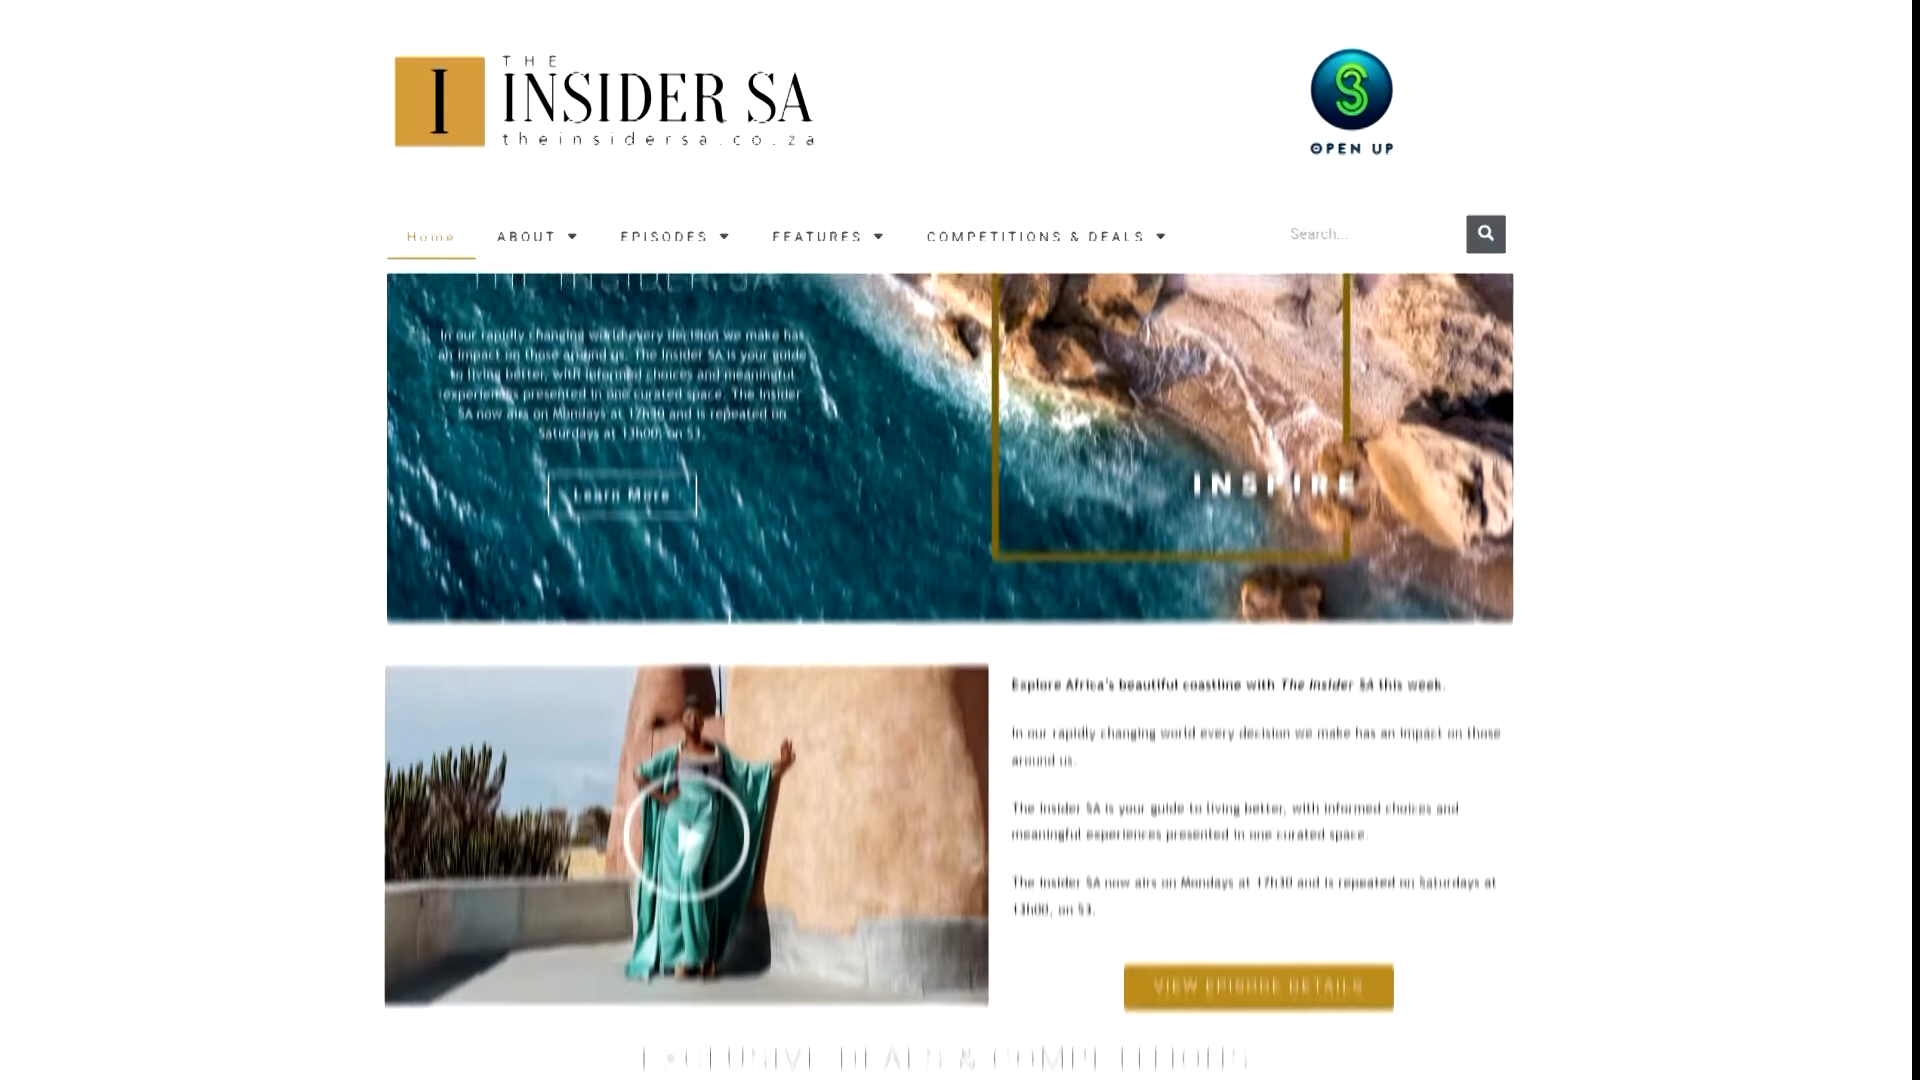 I
THE
INSIDER SA
theinsidersa.co.za
S3
OPEN UP
Home ABOUT EPISODES FEATURES COMPETITIONS & DEALS Search...
THE INSIDER SA
In our rapidly changing world every decision we make has
an impact on those around us. The Insider SA is your guide
to living better, with informed choices and meaningful
experiences presented in one curated space. The Insider
SA now airs on Mondays at 17h30 and is repeated on
Saturdays at 13h00, on S3.
Learn More
INSPIRE
Explore Africa's beautiful coastline with The Insider SA this week.
In our rapidly changing world every decision we make has an impact on those
around us.
The Insider SA is your guide to living better, with informed choices and
meaningful experiences presented in one curated space.
The Insider SA now airs on Mondays at 17h30 and is repeated on Saturdays at
13h00, on S3.
VIEW EPISODE DETAILS
EXCLUSIVE DEALS & COMPETITIONS